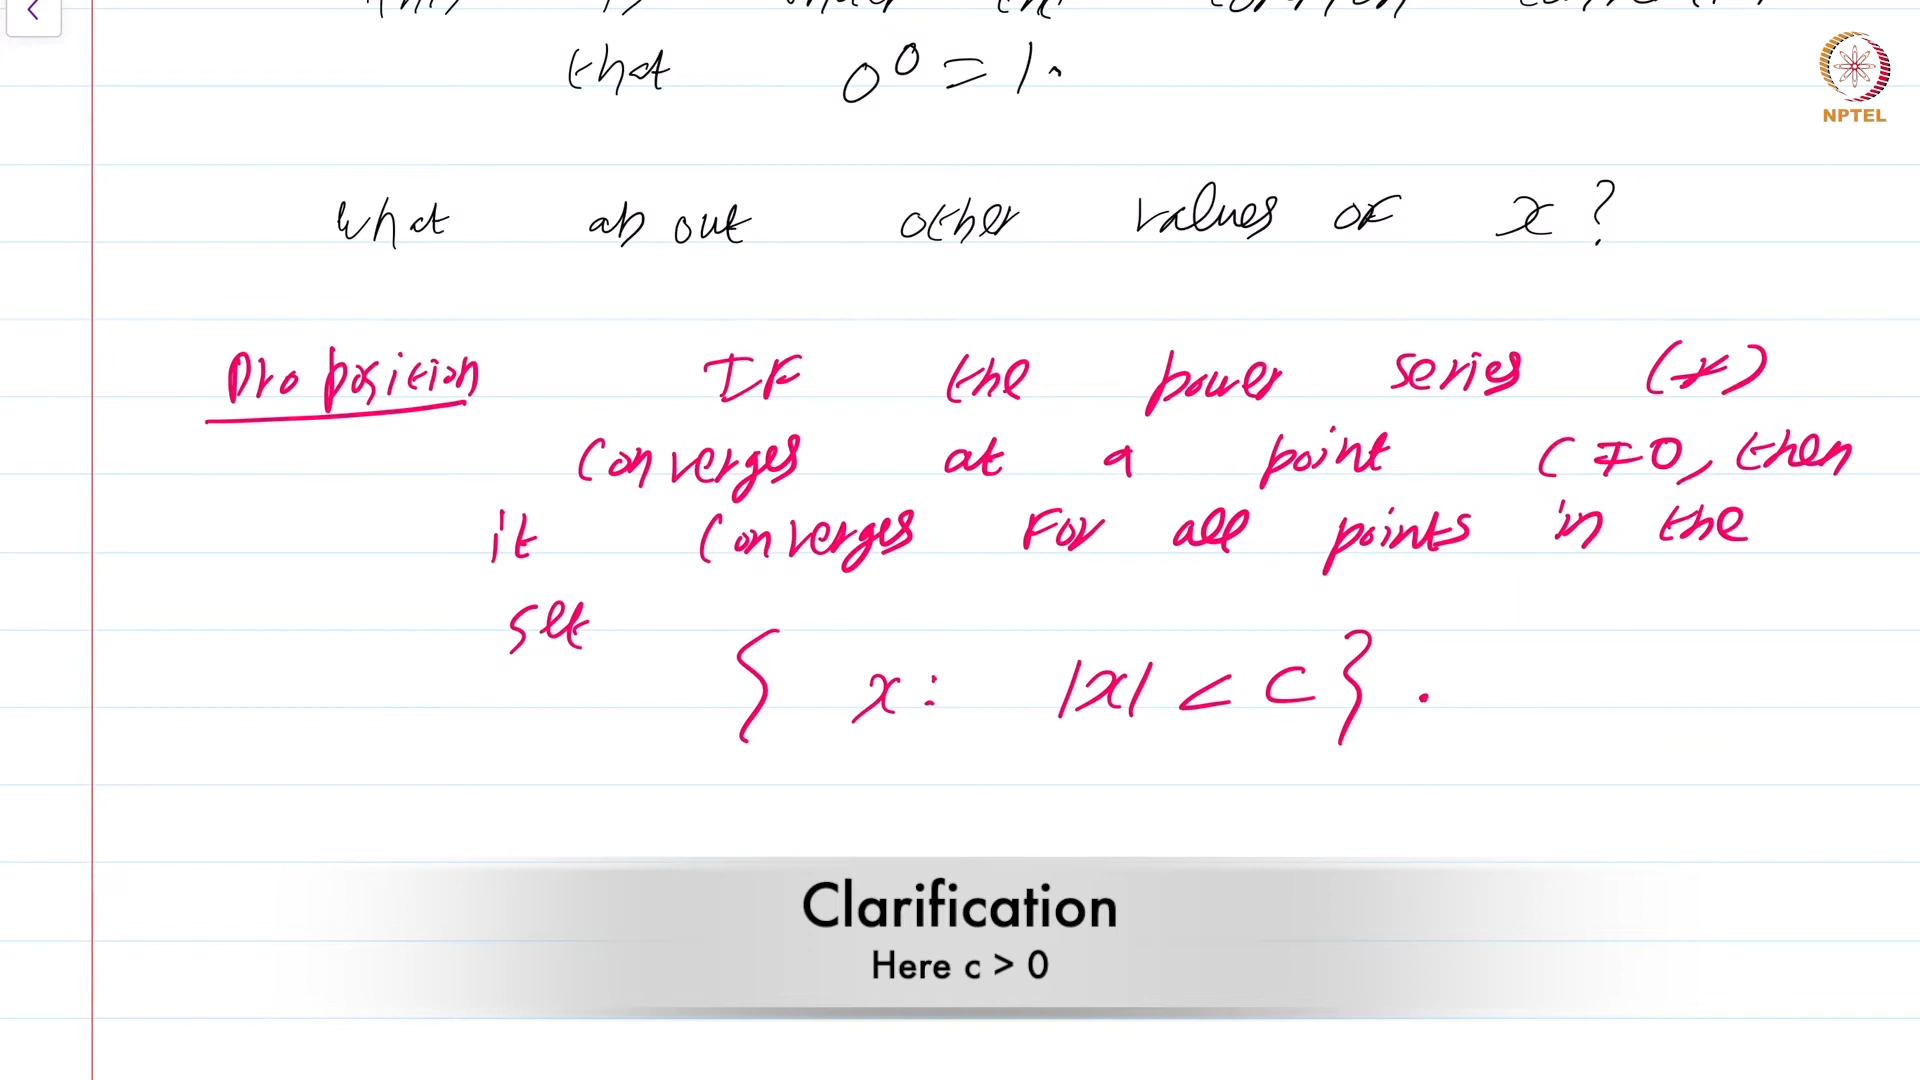 that 0⁰ = 1.
NPTEL
what about other values of x?
Proposition If the power series (*)
converges at a point c ≠ 0, then
it converges for all points in the
set
{ x : |x| < c } .
Clarification
Here c > 0